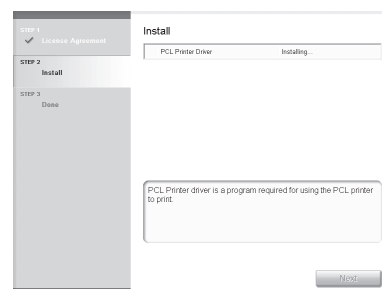 STEP 1
License Agreement
STEP 2
Install
STEP 3
Done
Install
PCL Printer Driver Installing...
PCL Printer driver is a program required for using the PCL printer
to print.
Next